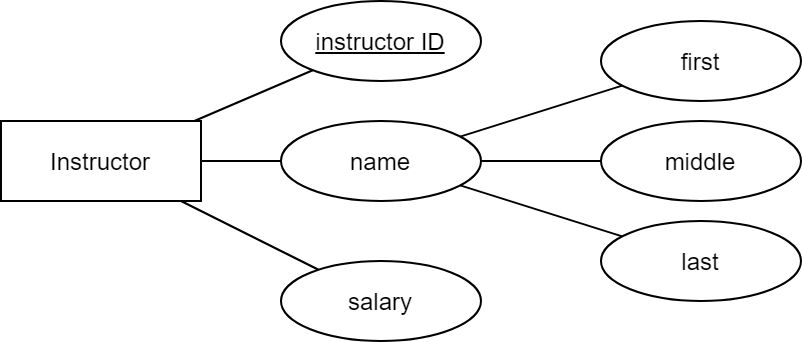 instructor ID
first
Instructor
name
middle
last
salary